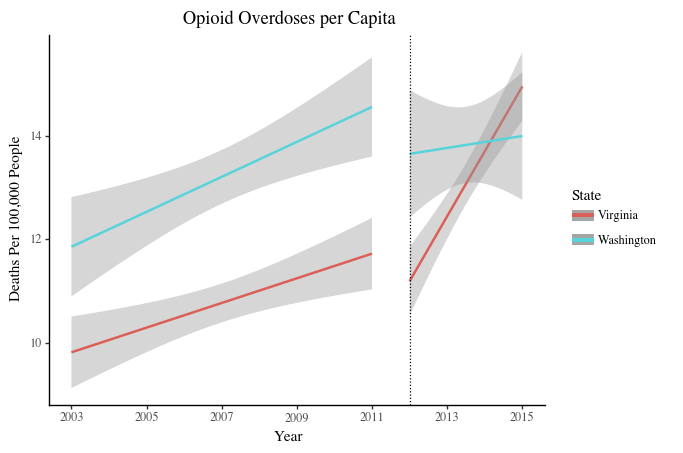 Opioid Overdoses per Capita
Deaths Per 100,000 People
14
12
10
2003 2005 2007 2009 2011 2013 2015
Year
State
Virginia
Washington